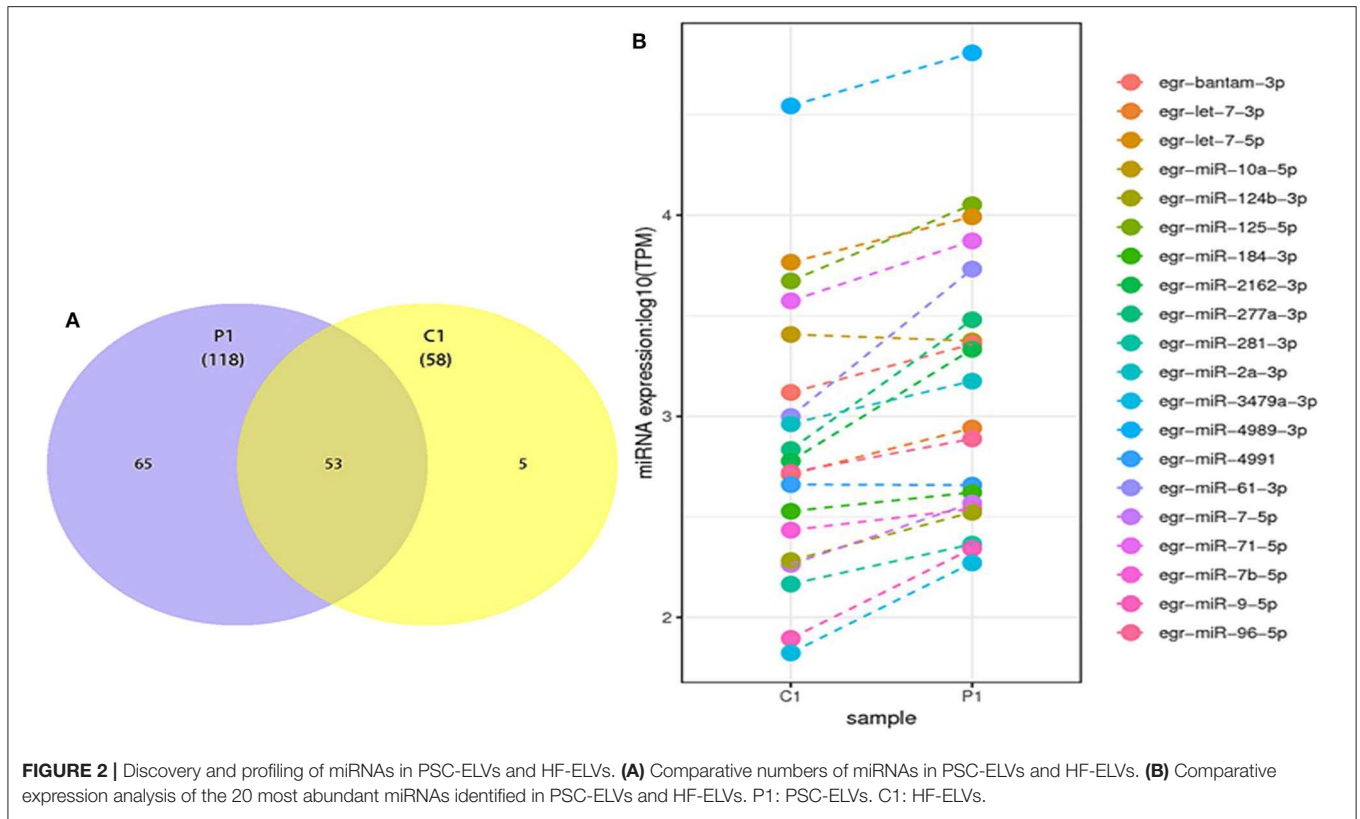 A
P1
(118)
C1
(58)
65
53
5
B
miRNA expression:log10(TPM)
4
3
2
C1
P1
sample
egr-bantam-3p
egr-let-7-3p
egr-let-7-5p
egr-miR-10a-5p
egr-miR-124b-3p
egr-miR-125-5p
egr-miR-184-3p
egr-miR-2162-3p
egr-miR-277a-3p
egr-miR-281-3p
egr-miR-2a-3p
egr-miR-3479a-3p
egr-miR-4989-3p
egr-miR-4991
egr-miR-61-3p
egr-miR-7-5p
egr-miR-71-5p
egr-miR-7b-5p
egr-miR-9-5p
egr-miR-96-5p
FIGURE 2 | Discovery and profiling of miRNAs in PSC-ELVs and HF-ELVs. (A) Comparative numbers of miRNAs in PSC-ELVs and HF-ELVs. (B) Comparative
expression analysis of the 20 most abundant miRNAs identified in PSC-ELVs and HF-ELVs. P1: PSC-ELVs. C1: HF-ELVs.